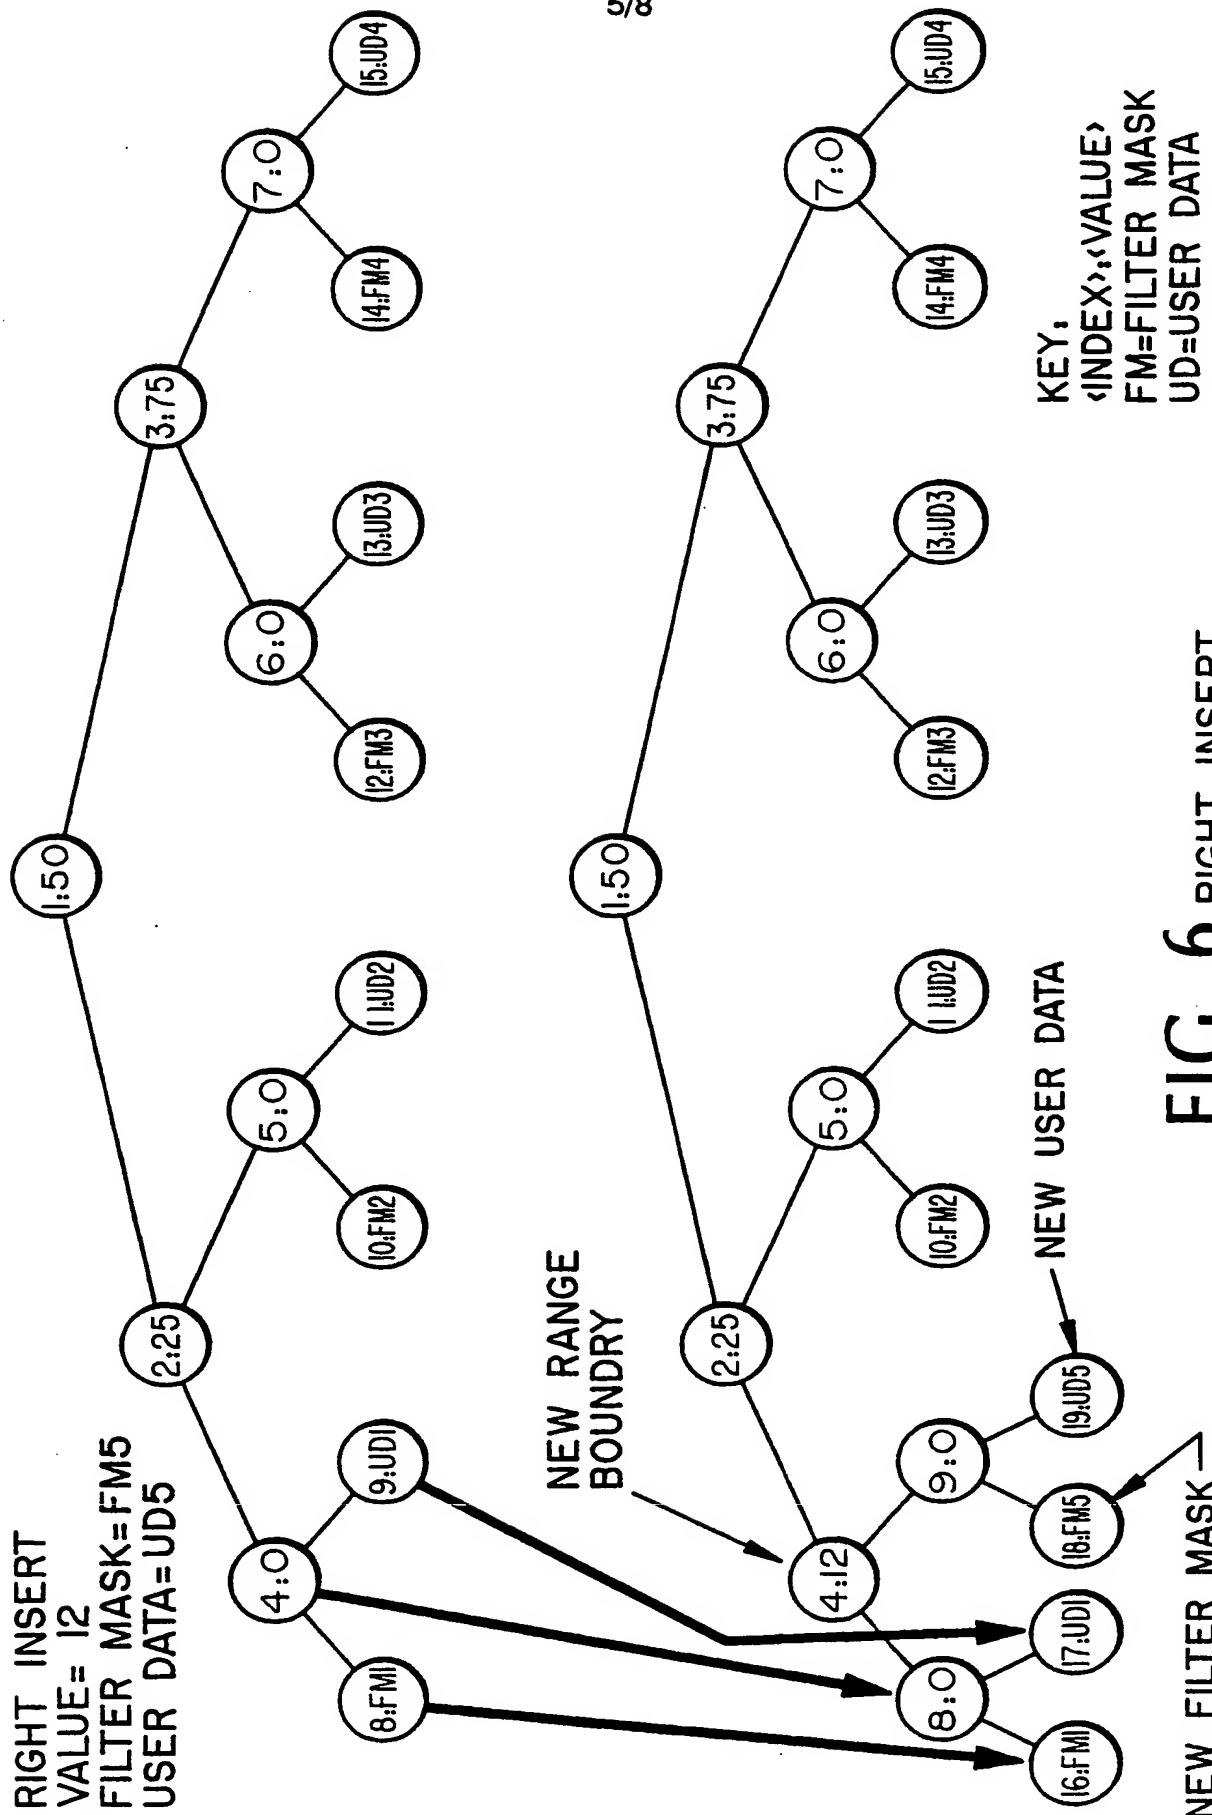 5/8
RIGHT INSERT
VALUE= 12
FILTER MASK=FM5
USER DATA=UD5
1:50
2:25
3:75
4:0
5:0
6:0
7:0
8:FM1
9:UD1
10:FM2
11:UD2
12:FM3
13:UD3
14:FM4
15:UD4
NEW RANGE
BOUNDRY
1:50
2:25
3:75
4:12
5:0
6:0
7:0
8:0
9:0
10:FM2
11:UD2
12:FM3
13:UD3
14:FM4
15:UD4
16:FM1
17:UD1
18:FM5
19:UD5
NEW USER DATA
NEW FILTER MASK
KEY:
<INDEX>:<VALUE>
FM=FILTER MASK
UD=USER DATA
FIG. 6 RIGHT INSERT